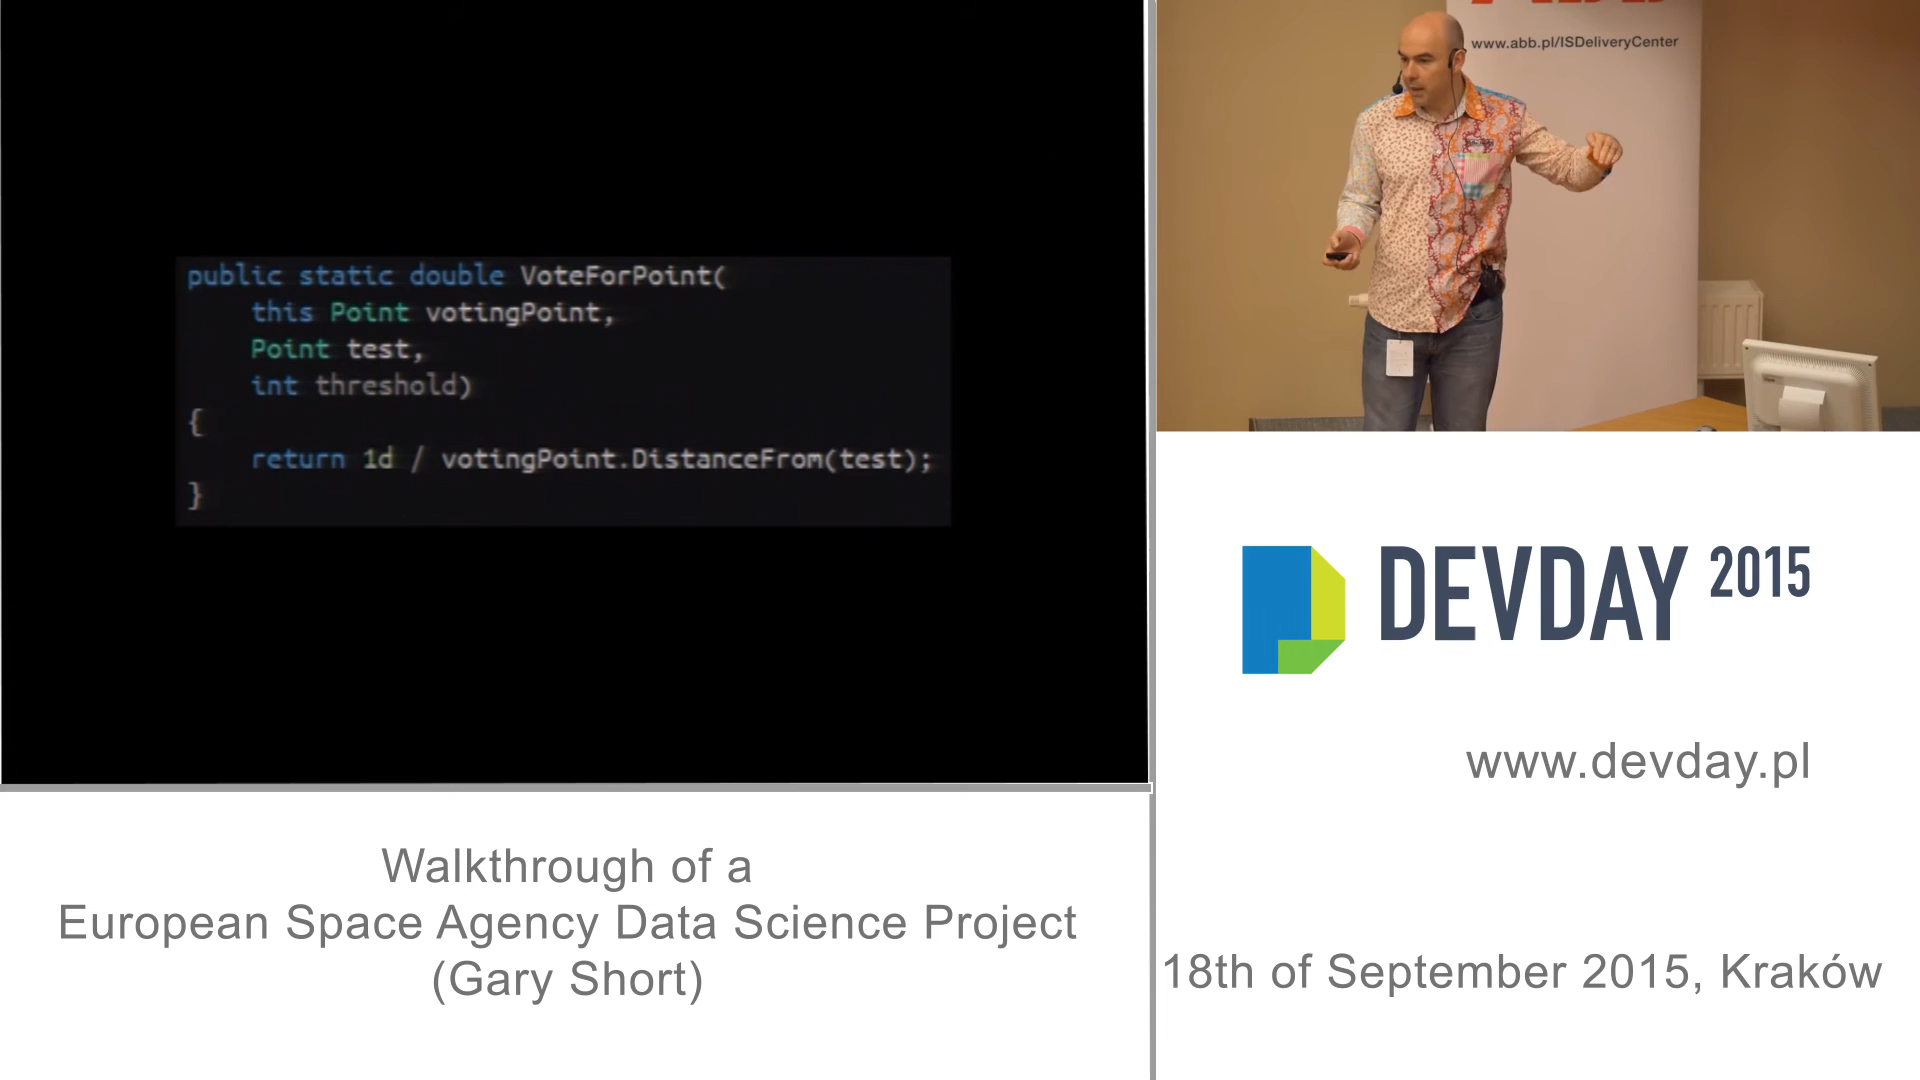 public static double VoteForPoint(
this Point votingPoint,
Point test,
int threshold)
{
return 1d / votingPoint.DistanceFrom(test);
}
www.abb.pl/ISDeliveryCenter
DEVDAY 2015
www.devday.pl
Walkthrough of a
European Space Agency Data Science Project
(Gary Short)
18th of September 2015, Kraków